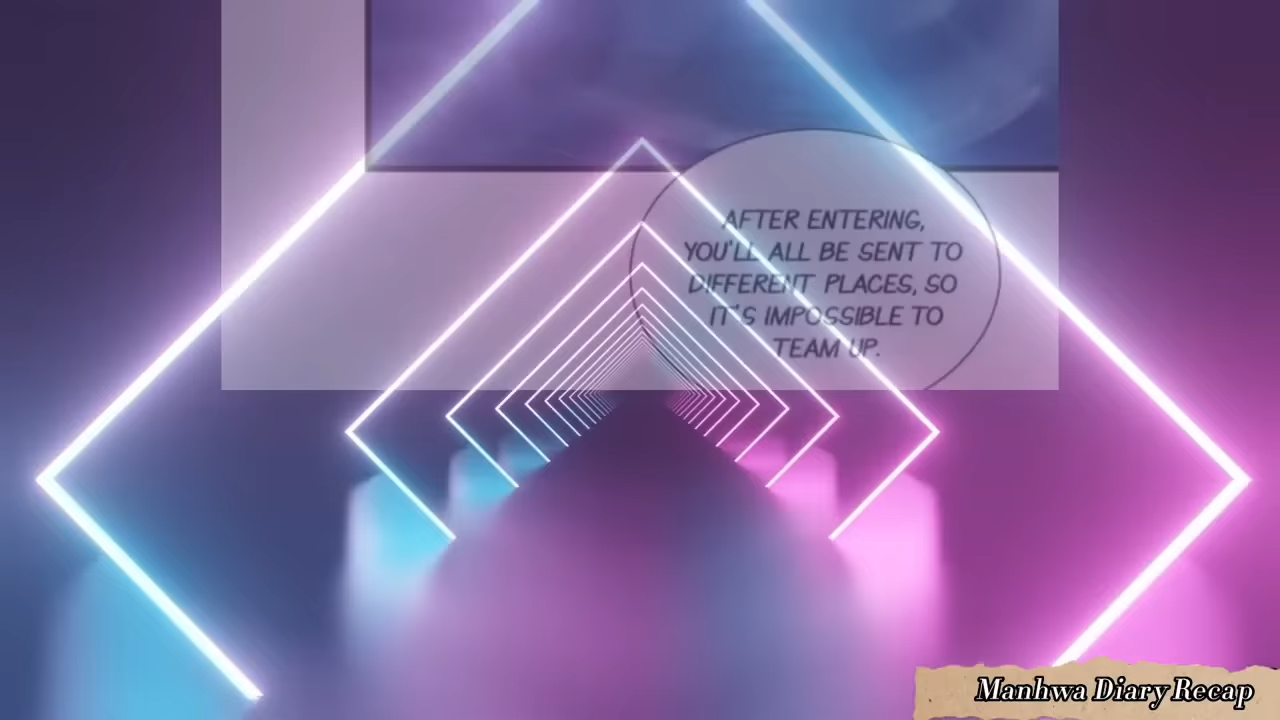 AFTER ENTERING,
YOU'LL ALL BE SENT TO
DIFFERENT PLACES, SO
IT'S IMPOSSIBLE TO
TEAM UP.
Manhwa Diary Recap